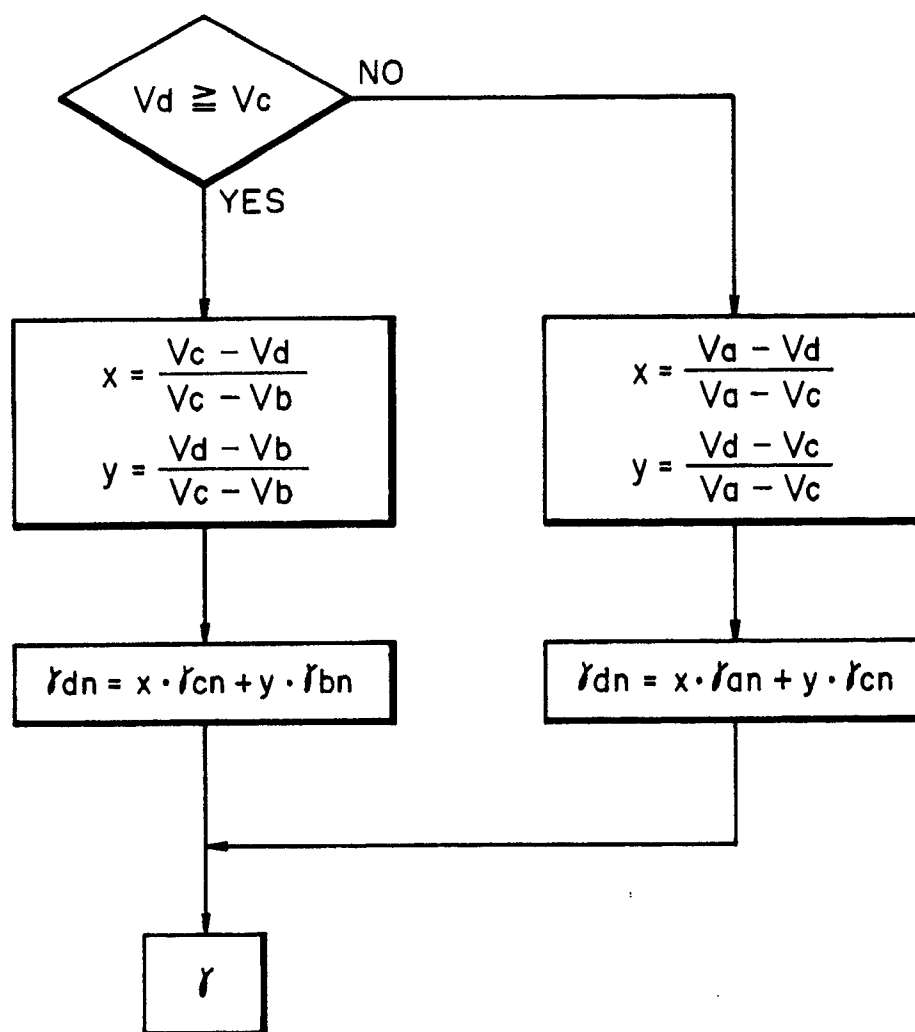 Vd ≧ Vc
NO
YES
x = (Vc - Vd) / (Vc - Vb)
y = (Vd - Vb) / (Vc - Vb)
x = (Va - Vd) / (Va - Vc)
y = (Vd - Vc) / (Va - Vc)
γdn = x · γcn + y · γbn
γdn = x · γan + y · γcn
γ